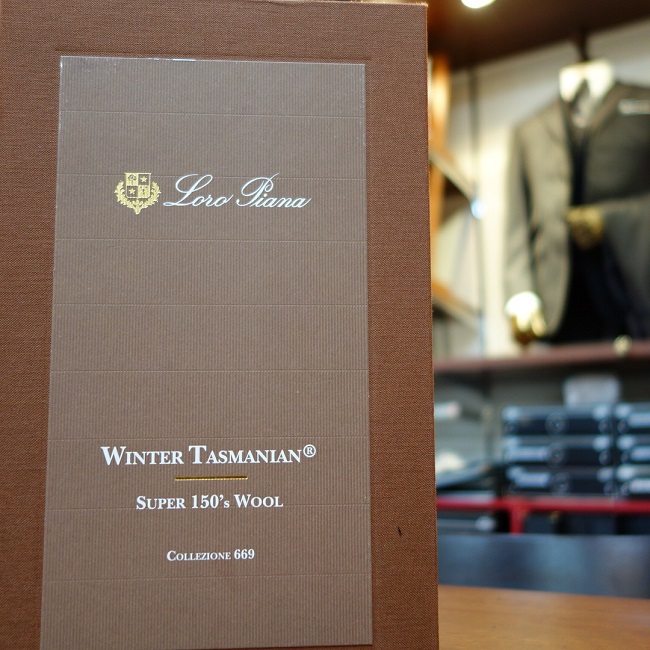 Loro Piana
WINTER TASMANIAN®
SUPER 150's WOOL
COLLEZIONE 669